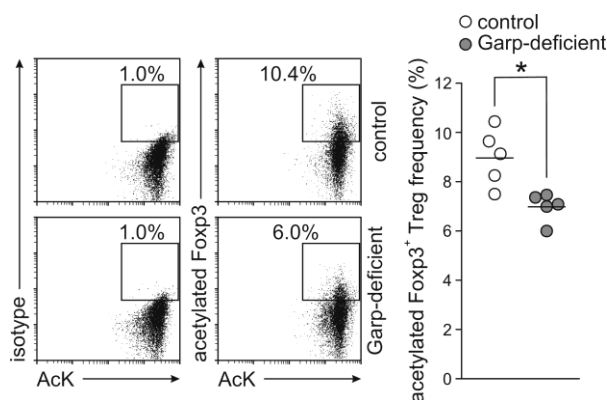 control
Garp-deficient
1.0%
10.4%
isotype
acetylated Foxp3
control
1.0%
6.0%
Garp-deficient
AcK
AcK
acetylated Foxp3+ Treg frequency (%)
*
12
10
8
6
4
2
0